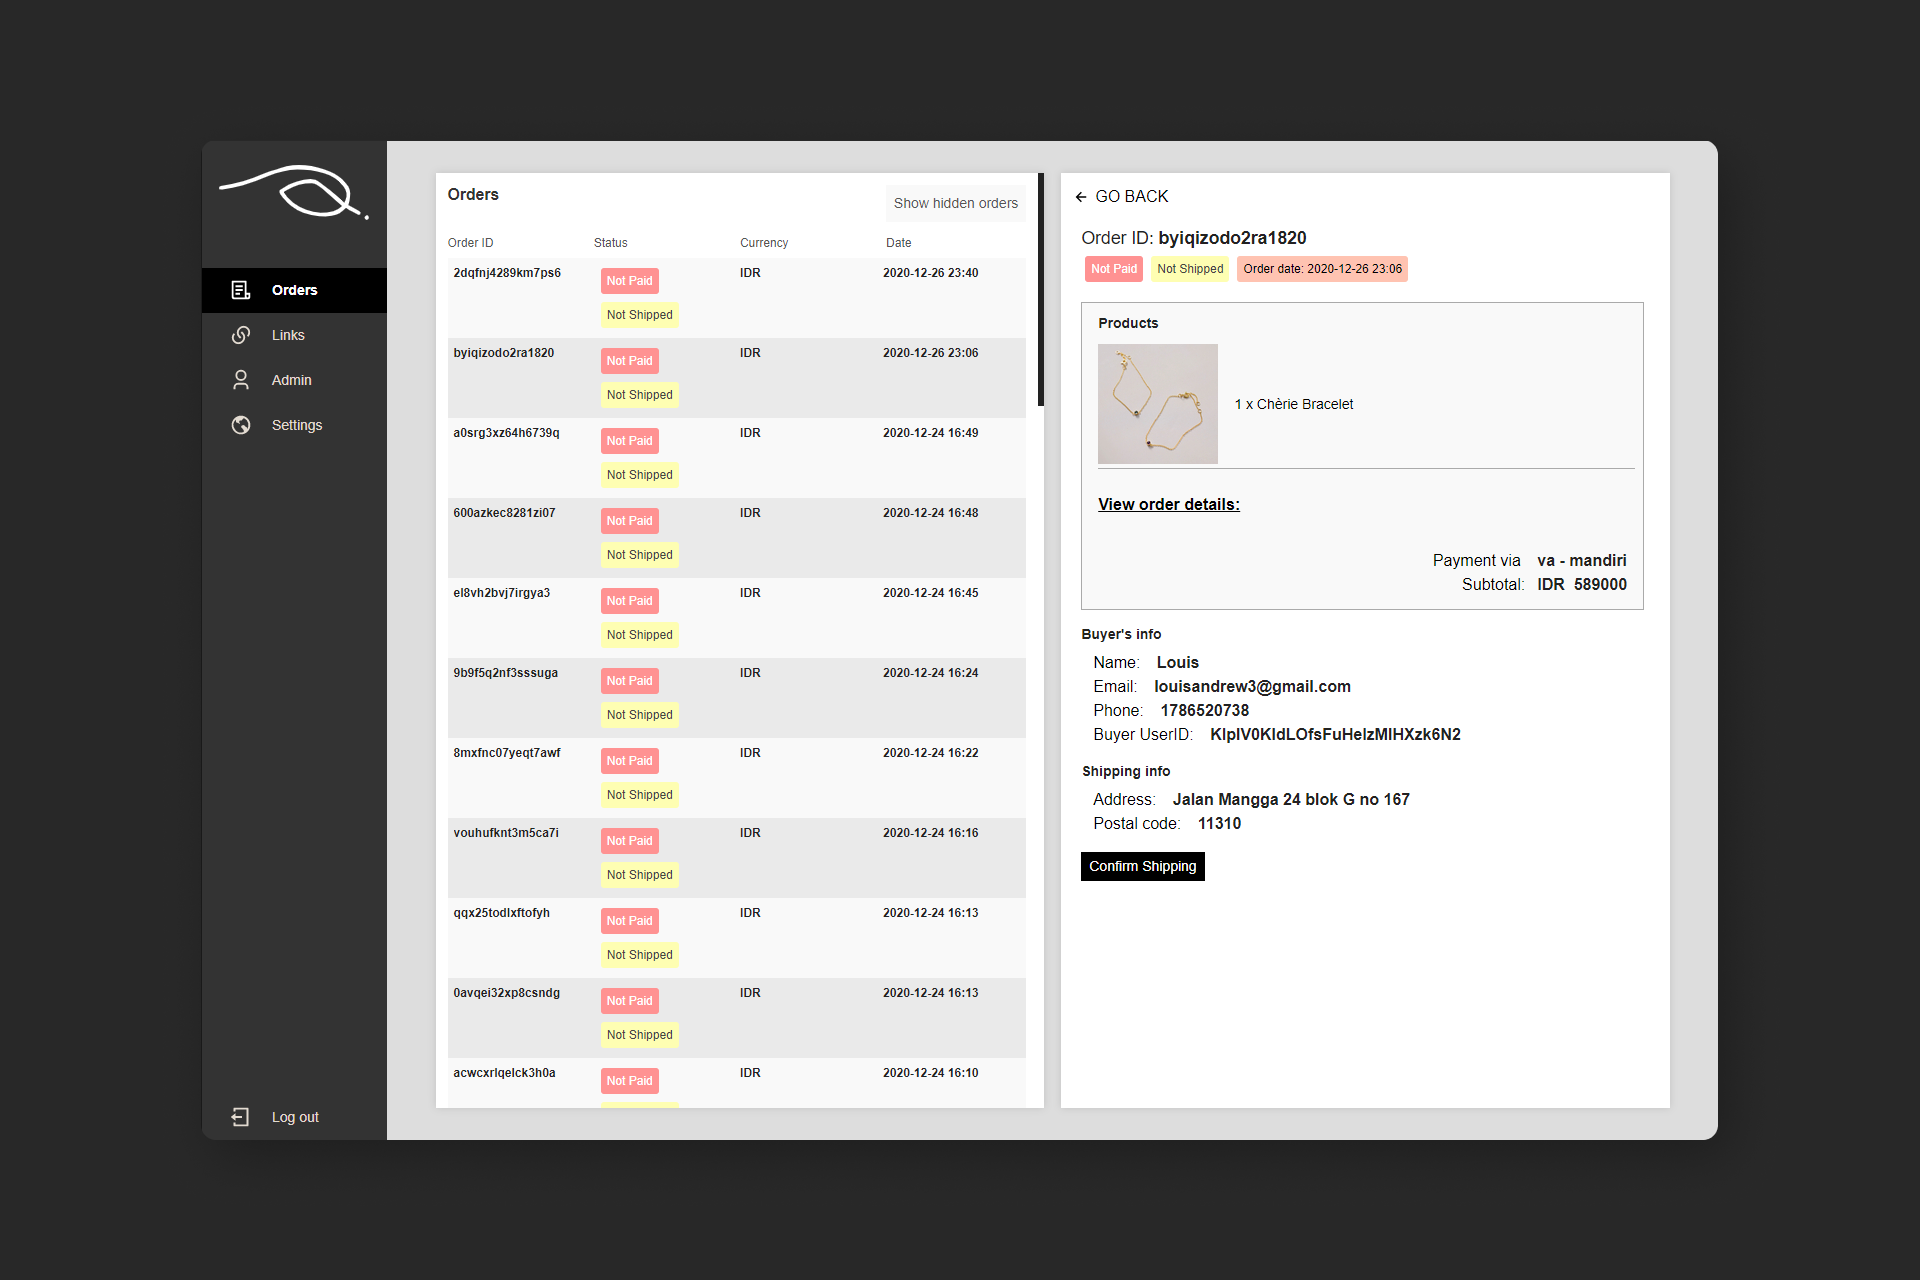 Orders
Links
Admin
Settings
Log out
Orders
Show hidden orders
Order ID Status Currency Date
2dqfnj4289km7ps6 Not Paid IDR 2020-12-26 23:40
Not Shipped
byiqizodo2ra1820 Not Paid IDR 2020-12-26 23:06
Not Shipped
a0srg3xz64h6739q Not Paid IDR 2020-12-24 16:49
Not Shipped
600azkec8281zi07 Not Paid IDR 2020-12-24 16:48
Not Shipped
el8vh2bvj7irgya3 Not Paid IDR 2020-12-24 16:45
Not Shipped
9b9f5q2nf3sssuga Not Paid IDR 2020-12-24 16:24
Not Shipped
8mxfnc07yeqt7awf Not Paid IDR 2020-12-24 16:22
Not Shipped
vouhufknt3m5ca7i Not Paid IDR 2020-12-24 16:16
Not Shipped
qqx25todlxftofyh Not Paid IDR 2020-12-24 16:13
Not Shipped
0avqei32xp8csndg Not Paid IDR 2020-12-24 16:13
Not Shipped
acwcxrlqelck3h0a Not Paid IDR 2020-12-24 16:10
← GO BACK
Order ID: byiqizodo2ra1820
Not Paid Not Shipped Order date: 2020-12-26 23:06
Products
1 x Chèrie Bracelet
View order details:
Payment via va - mandiri
Subtotal: IDR 589000
Buyer's info
Name: Louis
Email: louisandrew3@gmail.com
Phone: 1786520738
Buyer UserID: KlpIV0KldLOfsFuHelzMlHXzk6N2
Shipping info
Address: Jalan Mangga 24 blok G no 167
Postal code: 11310
Confirm Shipping